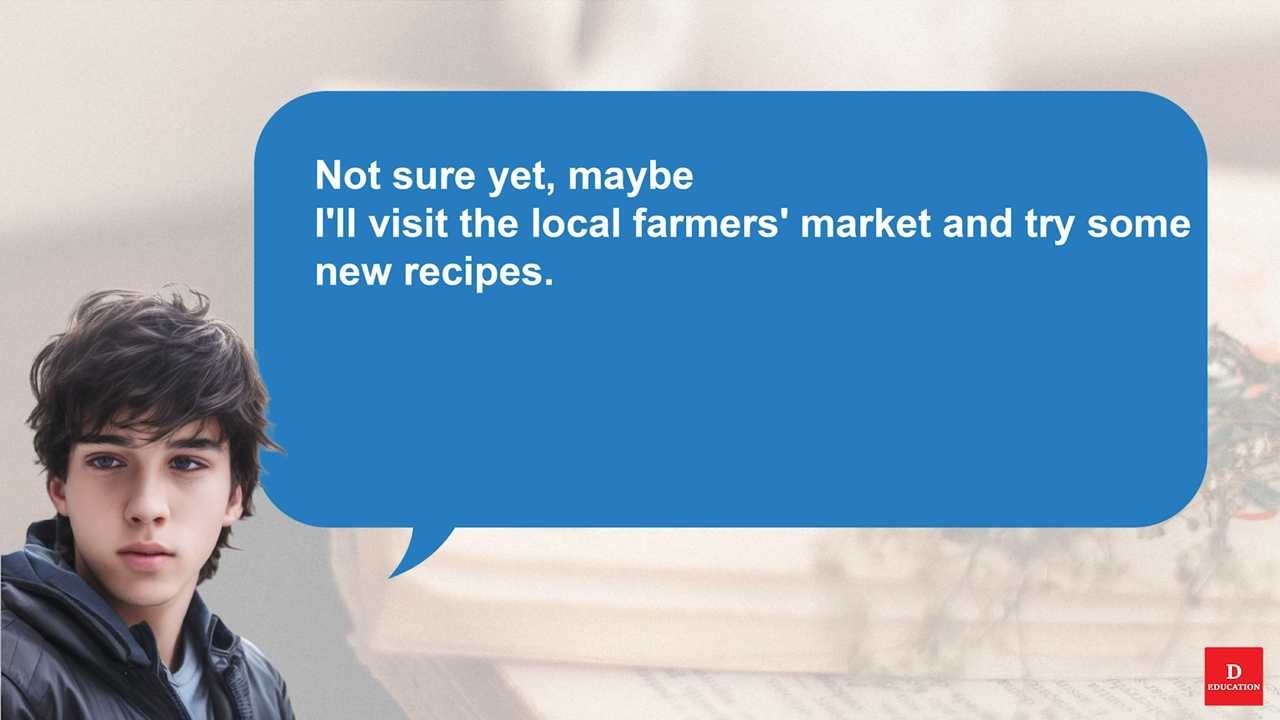 Not sure yet, maybe
I'll visit the local farmers' market and try some
new recipes.
D
EDUCATION